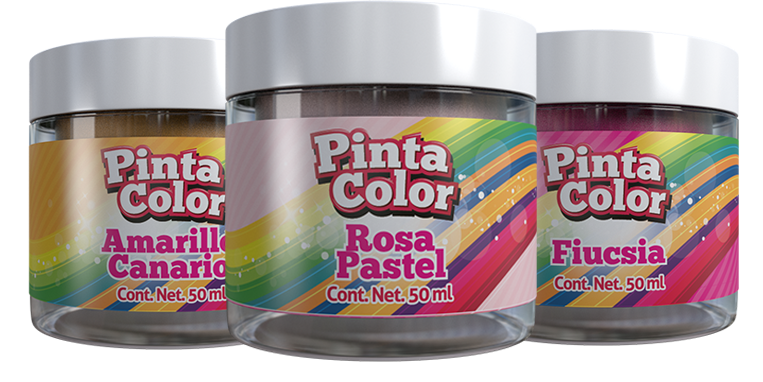 Pinta
Color
Amarillo
Canario
Cont. Net. 50 ml
Pinta
Color
Rosa
Pastel
Cont. Net. 50 ml
Pinta
Color
Fiucsia
Cont. Net. 50 ml